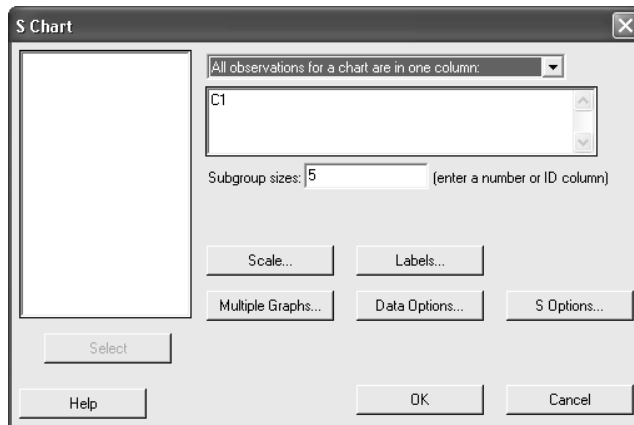 S Chart
All observations for a chart are in one column:
C1
Subgroup sizes: 5 (enter a number or ID column)
Scale... Labels...
Multiple Graphs... Data Options... S Options...
Select
Help OK Cancel